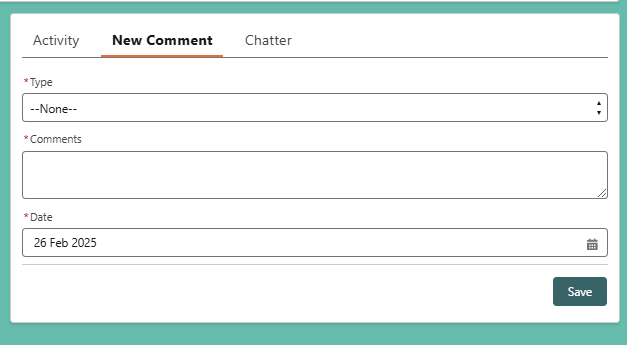 Activity New Comment Chatter
*Type
--None--
*Comments
*Date
26 Feb 2025
Save